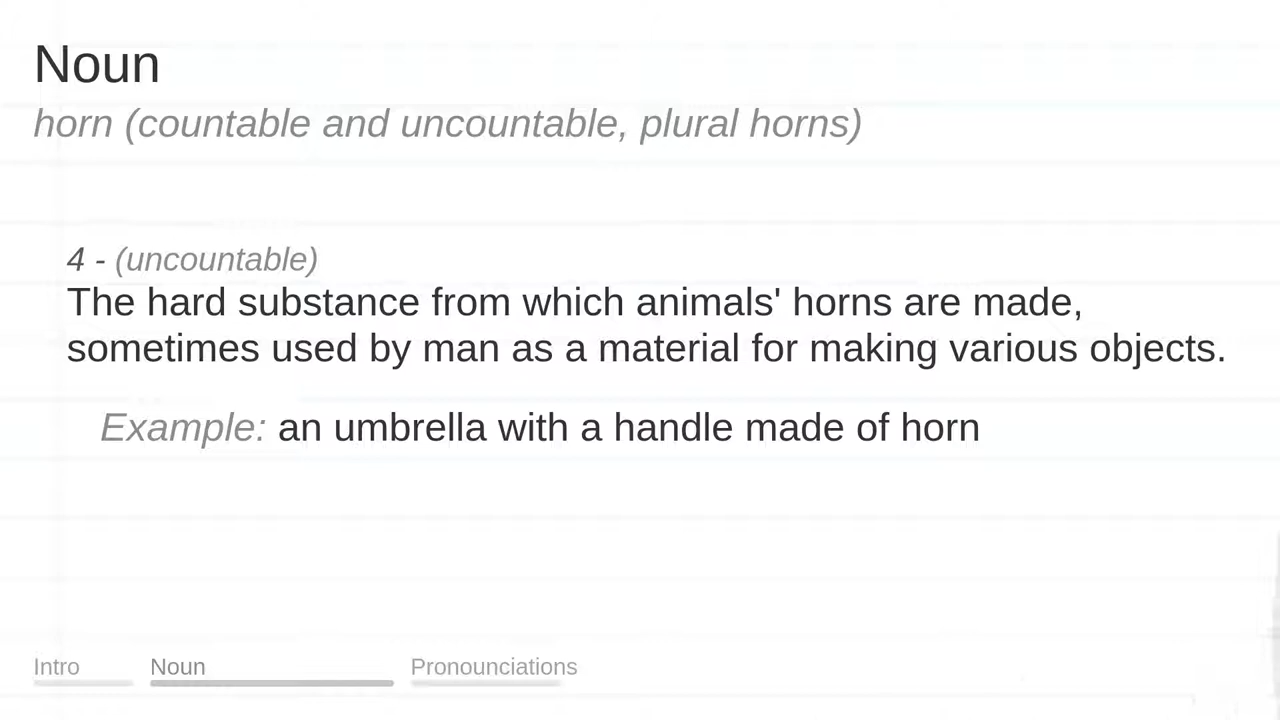 Noun
horn (countable and uncountable, plural horns)
4 - (uncountable)
The hard substance from which animals' horns are made,
sometimes used by man as a material for making various objects.
Example: an umbrella with a handle made of horn
Intro Noun Pronounciations